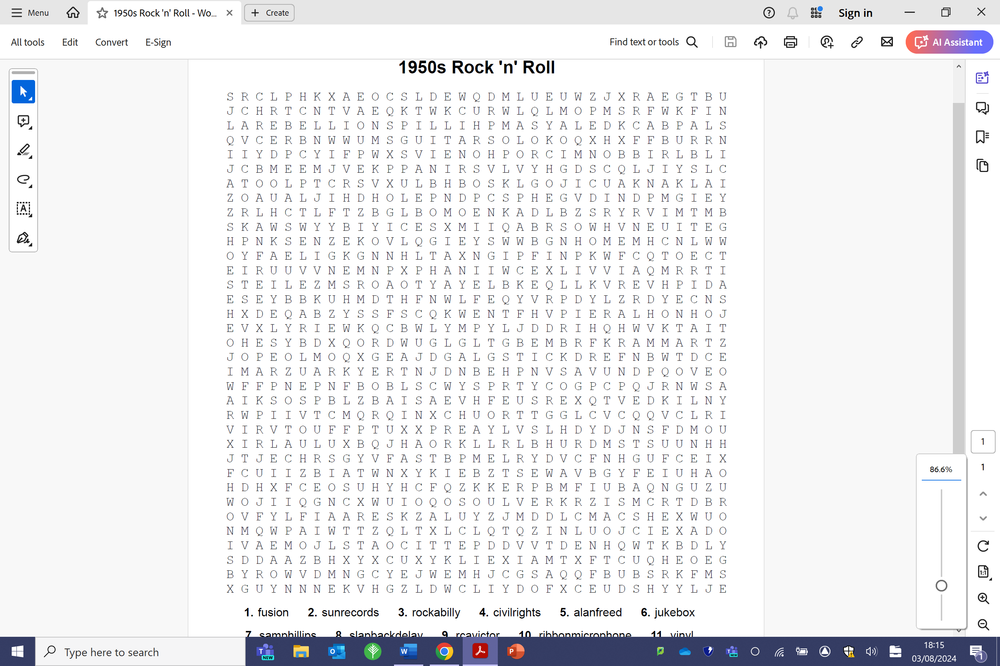 Menu 1950s Rock 'n' Roll - Wo... Create Sign in
All tools Edit Convert E-Sign Find text or tools AI Assistant
1950s Rock 'n' Roll
S R C L P H K X A E O C S L D E W Q D M L U E U W Z J X R A E G T B U
J C H R T C N T V A E Q K T W K C U R W L Q L M O P M S R F W K F I N
L A R E B E L L I O N S P I L L I H P M A S Y A L E D K C A B P A L S
Q V C E R B N W W U M S G U I T A R S O L O K O Q X H X F F B U R R N
I I Y D P C Y I F P W X S V I E N O H P O R C I M N O B B I R L B L I
J C B M E E M J V E K P P A N I R S V L V Y H G D S C Q L J I Y S L C
A T O O L P T C R S V X U L B H B O S K L G O J I C U A K N A K L A I
Z O A U A L J I H D H O L E P N D P C S P H E G V D I N D P M G I E Y
Z R L H C T L F T Z B G L B O M O E N K A D L B Z S R Y R V I M T M B
S K A W S W Y Y B I Y I C E S X M I I Q A B R S O W H V N E U I T E G
H P N K S E N Z E K O V L Q G I E Y S W W B G N H O M E M H C N L W W
O Y F A E L I G K G N N H L T A X N G I P F I N P K W F C Q T O E C T
E I R U U V V N E M N P X P H A N I I W C E X L I V V I A Q M R R T I
S T E I L E Z M S R O A O T Y A Y E L B K E Q L L K V R E V H P I D A
E S E Y B B K U H M D T H F N W L F E Q Y V R P D Y L Z R D Y E C N S
H X D E Q A B Z Y S S F S C Q K W E N T F H V P I E R A L H O N H O J
E V X L Y R I E W K Q C B W L Y M P Y L J D D R I H Q H W V K T A I T
O H E S Y B D X Q O R D W U G L G L T G B E M B R F K R A M M A R T Z
J O P E O L M O Q X G E A J D G A L G S T I C K D R E F N B W T D C E
I M A R Z U A R K Y E R T N J D N B E H P N V S A V U N D P Q O V E O
W F F P N E P N F B O B L S C W Y S P R T Y C O G P C P Q J R N W S A
A I K S O S P B L Z B A I S A E V H F E U S R E X Q T V E D K I L N Y
R W P I I V T C M Q R Q I N X C H U O R T T G G L C V C Q Q V C L R I
V I R V T O U F F P T U X X P R E A Y L V S L H D Y D J N S F D M O U
X I R L A U L U X B Q J H A O R K L L R L B H U R D M S T S U U N H H
J T J E C H R S G Y V F A S T B P M E L R Y D V C F N H G U F C E I X
F C U I I Z B I A T W N X Y K I E B Z T S E W A V B G Y F E I U H A O
H D H X F C E O S U H Y H C F Q Z K K E R P B M F I U B A Q N G U Z U
W O J I I Q G N C X W U I O Q O S O U L V E R K R Z I S M C R T D B R
O V F Y L F I A A R E S K Z A L U Y Z J M D D L C M A C S H E X W U O
N M Q W P A I W T T Z Q L T X L C L Q T Q Z I N L U O J C I E X A D O
I V A E M O J L S T A O C I T T E P D D V V T D E N H Q W T K B D L Y
S D D A A Z B H X Y X C U X Y K L I E X I A M T X F T C U Q H E O E G
B Y R O W V D M N G C Y E J W E M H J C G S A Q Q F B U B S R K F M S
X G U Y N N N E K V H G Z L D W C L I Y D O F X C E U D S H Y Y L J E
1. fusion 2. sunrecords 3. rockabilly 4. civilrights 5. alanfreed 6. jukebox
7. samphillips 8. slapbackdelay 9. rcavictor 10. ribbonmicrophone 11. vinyl
1
86.6%
1
Type here to search
18:15
03/08/2024